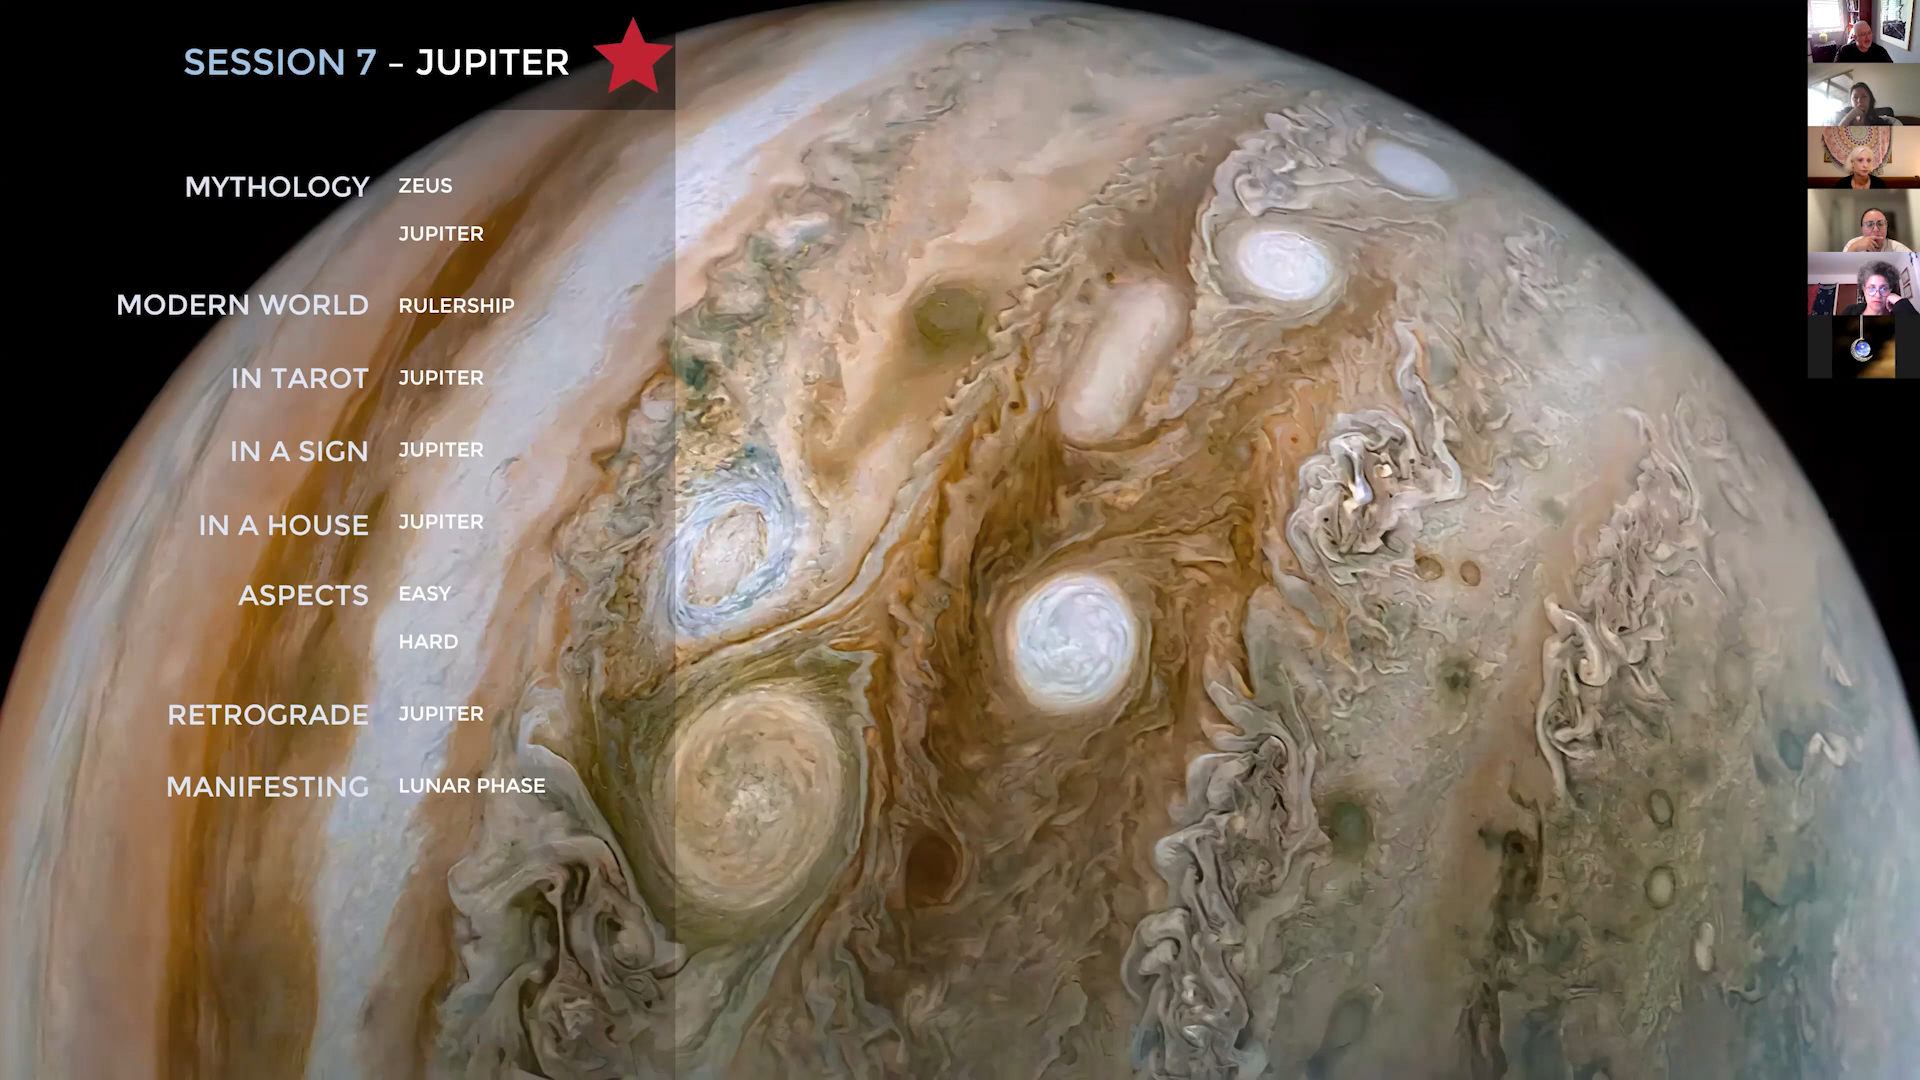 SESSION 7 – JUPITER
MYTHOLOGY ZEUS
JUPITER
MODERN WORLD RULERSHIP
IN TAROT JUPITER
IN A SIGN JUPITER
IN A HOUSE JUPITER
ASPECTS EASY
HARD
RETROGRADE JUPITER
MANIFESTING LUNAR PHASE